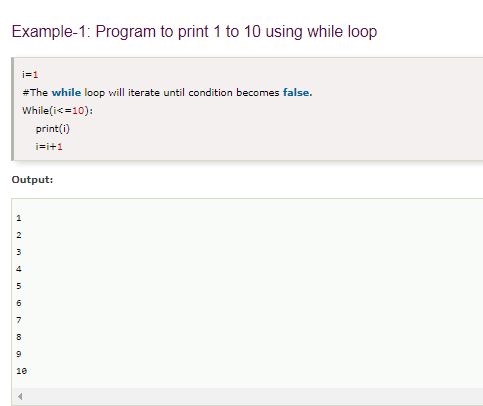 Example-1: Program to print 1 to 10 using while loop
i=1
#The while loop will iterate until condition becomes false.
While(i<=10):
print(i)
i=i+1
Output:
1
2
3
4
5
6
7
8
9
10